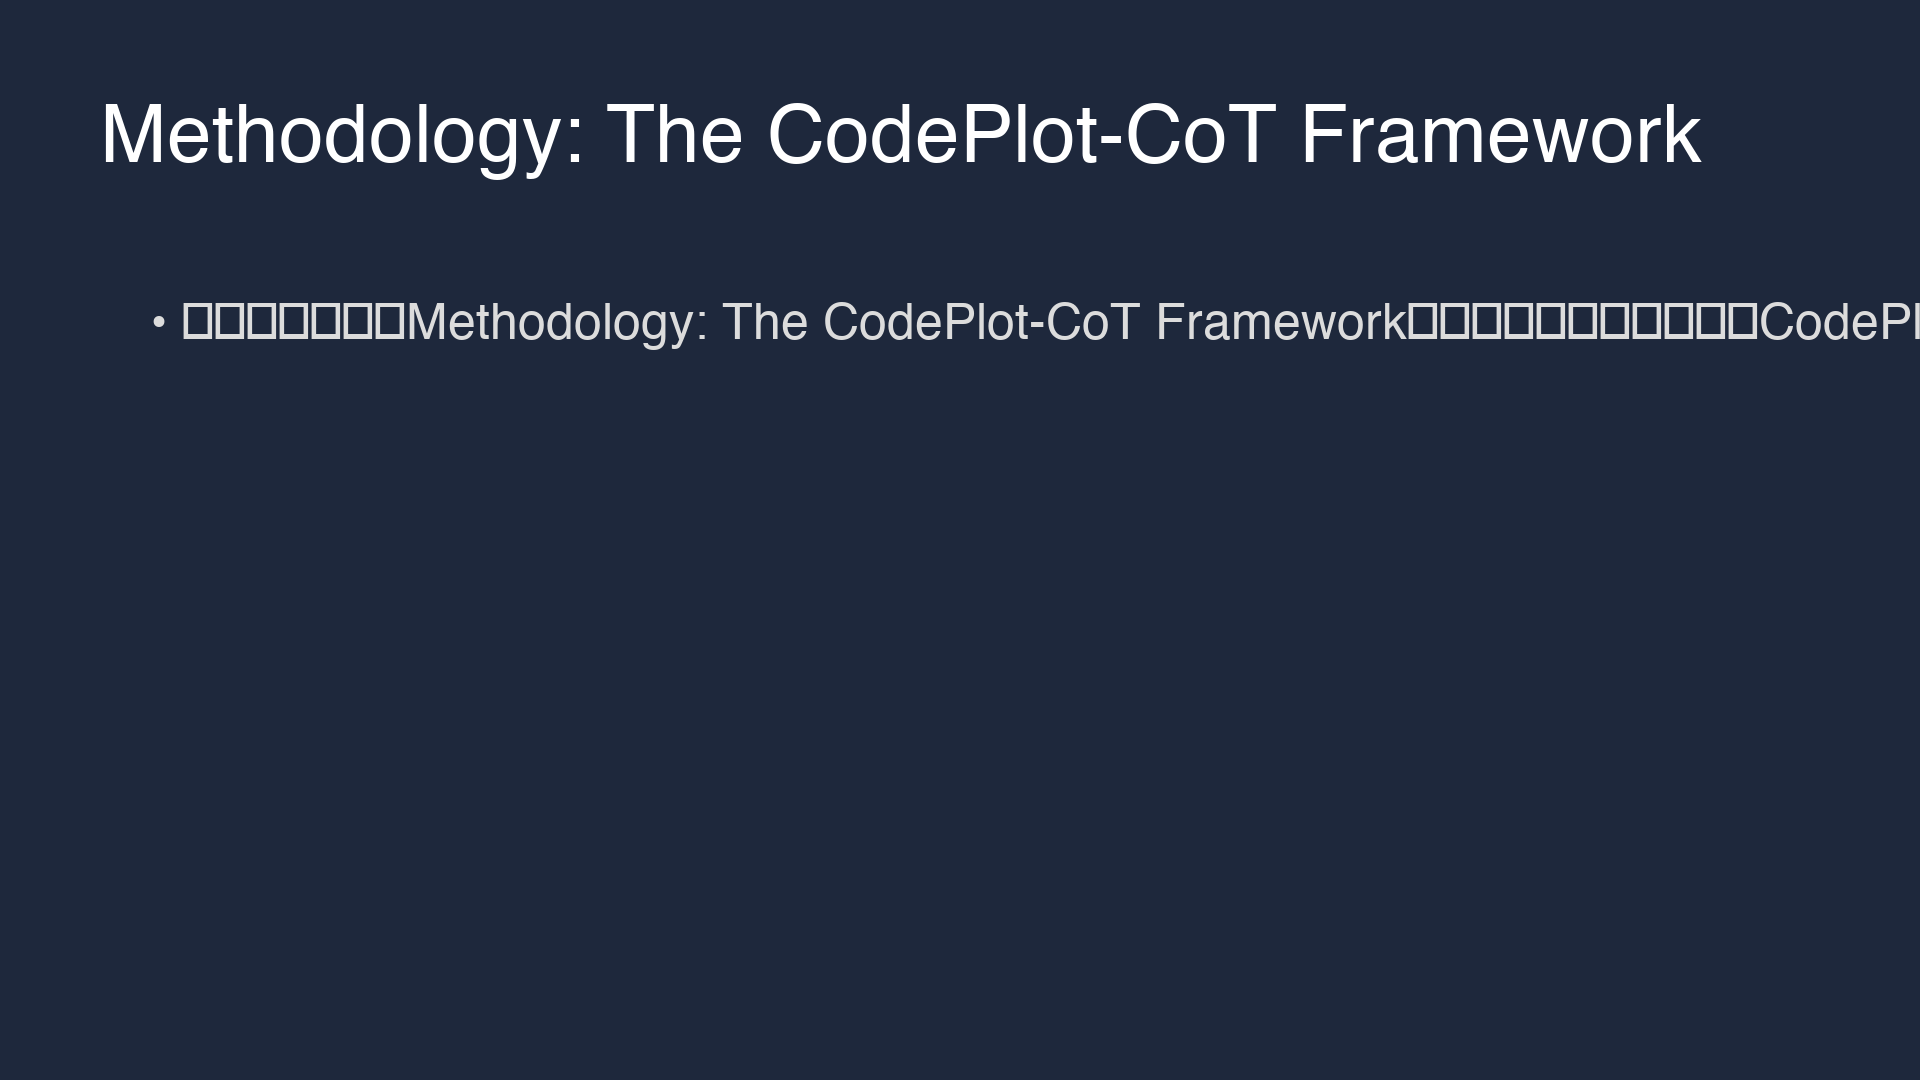 Methodology: The CodePlot-CoT Framework
• □□□□□□□Methodology: The CodePlot-CoT Framework□□□□□□□□□□□CodePl